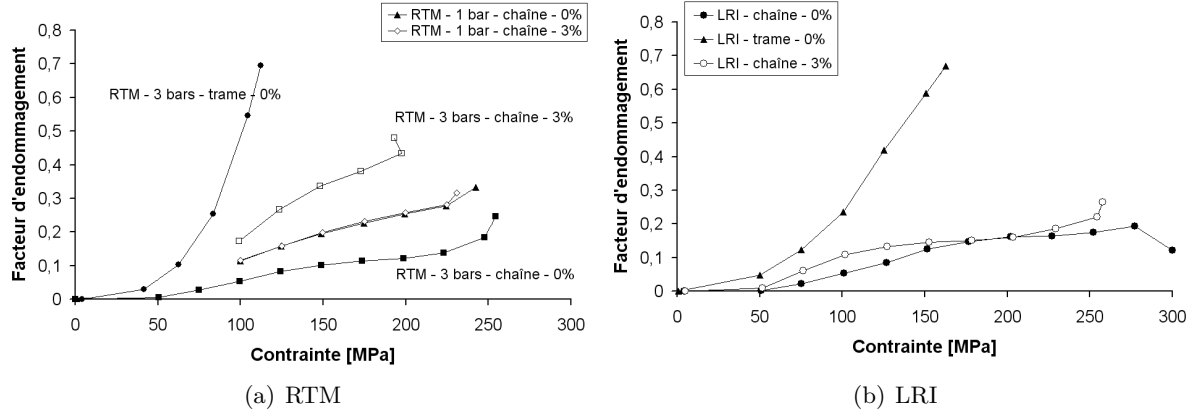 RTM - 1 bar - chaîne - 0%
RTM - 1 bar - chaîne - 3%
Facteur d'endommagement
0,8
0,7
0,6
0,5
0,4
0,3
0,2
0,1
0
RTM - 3 bars - trame - 0%
RTM - 3 bars - chaîne - 3%
RTM - 3 bars - chaîne - 0%
0 50 100 150 200 250 300
Contrainte [MPa]
(a) RTM
LRI - chaîne - 0%
LRI - trame - 0%
LRI - chaîne - 3%
Facteur d'endommagement
0,8
0,7
0,6
0,5
0,4
0,3
0,2
0,1
0
0 50 100 150 200 250 300
Contrainte [MPa]
(b) LRI